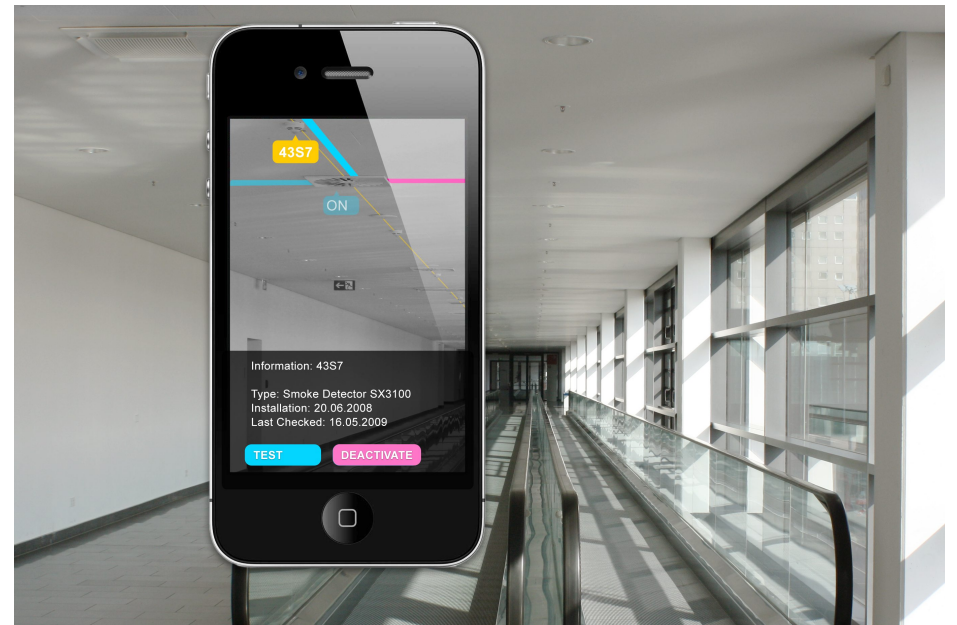 43S7
ON
Information: 43S7
Type: Smoke Detector SX3100
Installation: 20.06.2008
Last Checked: 16.05.2009
TEST
DEACTIVATE